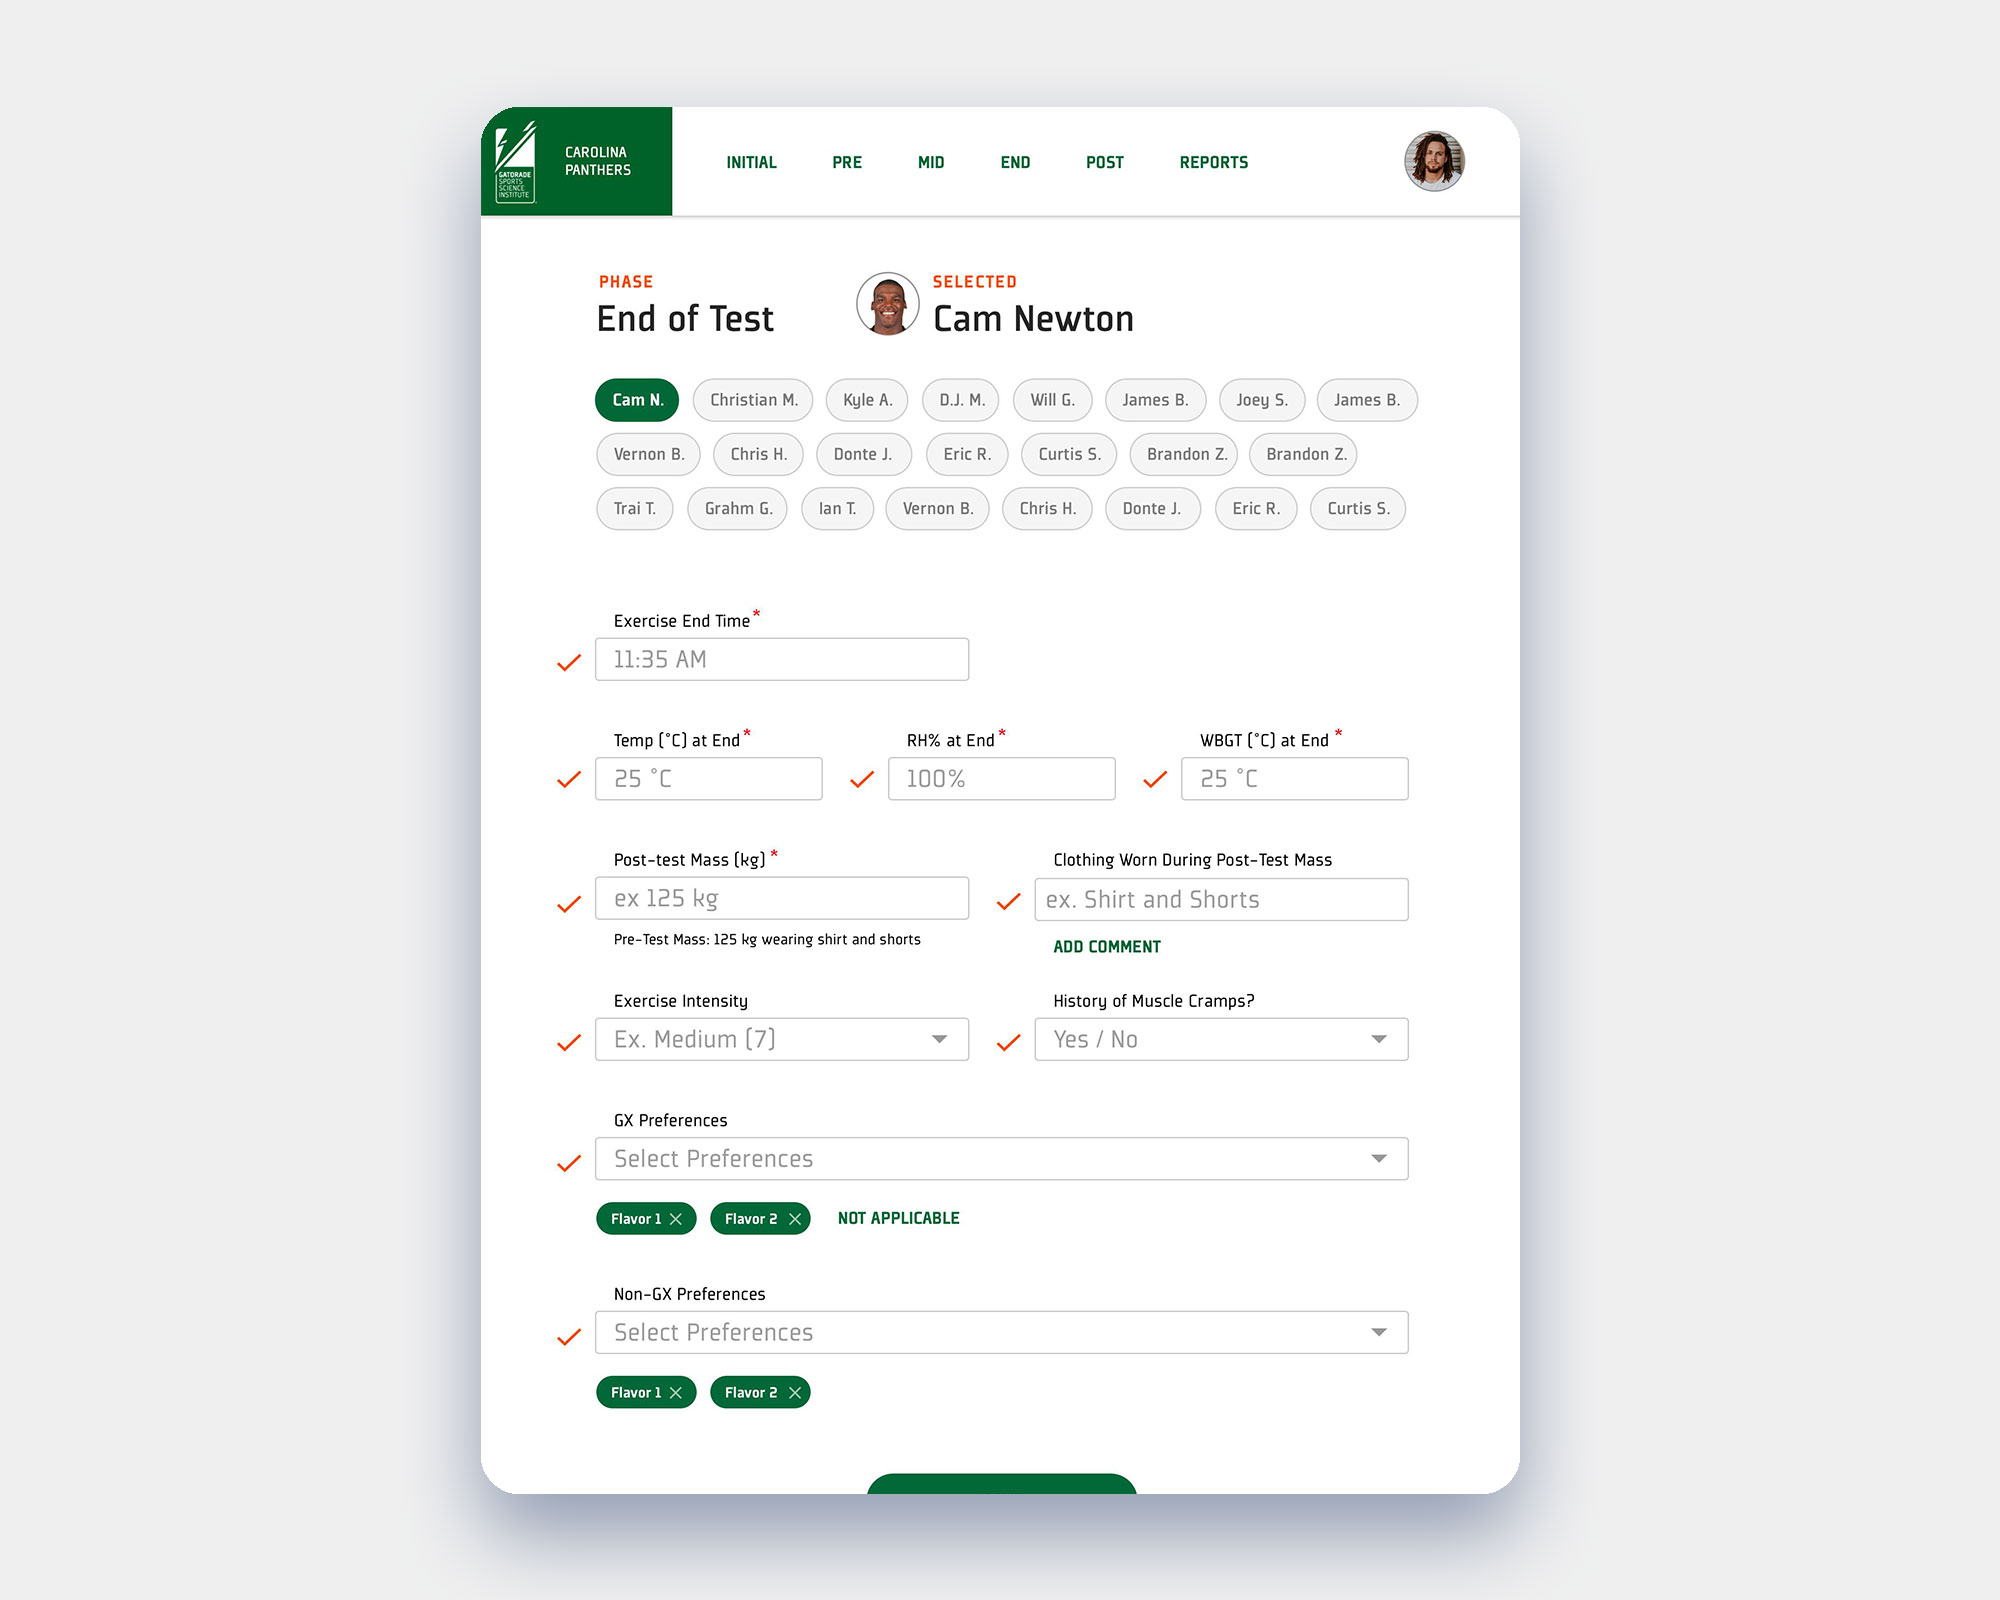 GATORADE
SPORTS
SCIENCE
INSTITUTE
CAROLINA
PANTHERS
INITIAL PRE MID END POST REPORTS
PHASE
End of Test
SELECTED
Cam Newton
Cam N. Christian M. Kyle A. D.J. M. Will G. James B. Joey S. James B.
Vernon B. Chris H. Donte J. Eric R. Curtis S. Brandon Z. Brandon Z.
Trai T. Grahm G. Ian T. Vernon B. Chris H. Donte J. Eric R. Curtis S.
Exercise End Time*
11:35 AM
Temp (°C) at End* RH% at End* WBGT (°C) at End *
25 °C 100% 25 °C
Post-test Mass (kg) * Clothing Worn During Post-Test Mass
ex 125 kg ex. Shirt and Shorts
Pre-Test Mass: 125 kg wearing shirt and shorts
ADD COMMENT
Exercise Intensity History of Muscle Cramps?
Ex. Medium (7) Yes / No
GX Preferences
Select Preferences
Flavor 1 Flavor 2 NOT APPLICABLE
Non-GX Preferences
Select Preferences
Flavor 1 Flavor 2